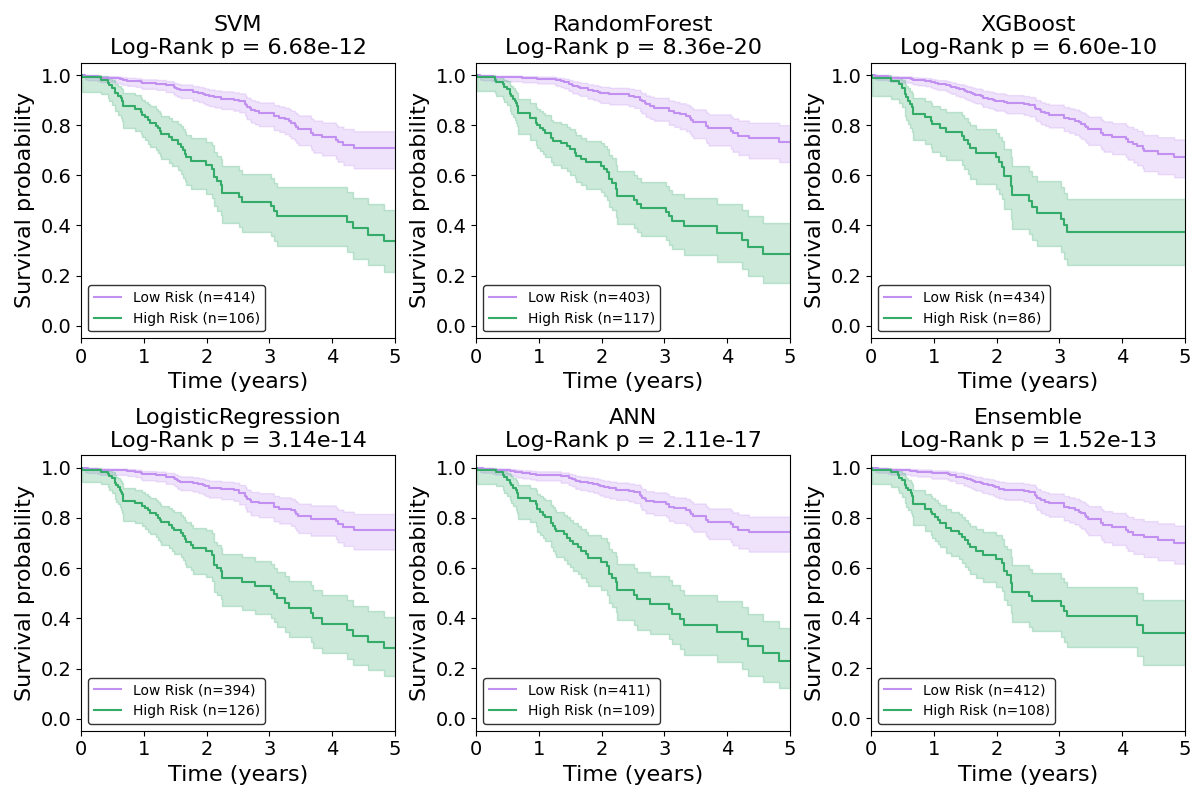 SVM
Log-Rank p = 6.68e-12
Survival probability
1.0
0.8
0.6
0.4
0.2
0.0
Low Risk (n=414)
High Risk (n=106)
0 1 2 3 4 5
Time (years)
RandomForest
Log-Rank p = 8.36e-20
Survival probability
1.0
0.8
0.6
0.4
0.2
0.0
Low Risk (n=403)
High Risk (n=117)
0 1 2 3 4 5
Time (years)
XGBoost
Log-Rank p = 6.60e-10
Survival probability
1.0
0.8
0.6
0.4
0.2
0.0
Low Risk (n=434)
High Risk (n=86)
0 1 2 3 4 5
Time (years)
LogisticRegression
Log-Rank p = 3.14e-14
Survival probability
1.0
0.8
0.6
0.4
0.2
0.0
Low Risk (n=394)
High Risk (n=126)
0 1 2 3 4 5
Time (years)
ANN
Log-Rank p = 2.11e-17
Survival probability
1.0
0.8
0.6
0.4
0.2
0.0
Low Risk (n=411)
High Risk (n=109)
0 1 2 3 4 5
Time (years)
Ensemble
Log-Rank p = 1.52e-13
Survival probability
1.0
0.8
0.6
0.4
0.2
0.0
Low Risk (n=412)
High Risk (n=108)
0 1 2 3 4 5
Time (years)